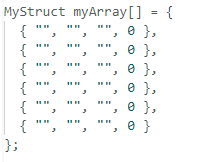 MyStruct myArray[] = {
  { "", "", "", 0 },
  { "", "", "", 0 },
  { "", "", "", 0 },
  { "", "", "", 0 },
  { "", "", "", 0 },
  { "", "", "", 0 }
};